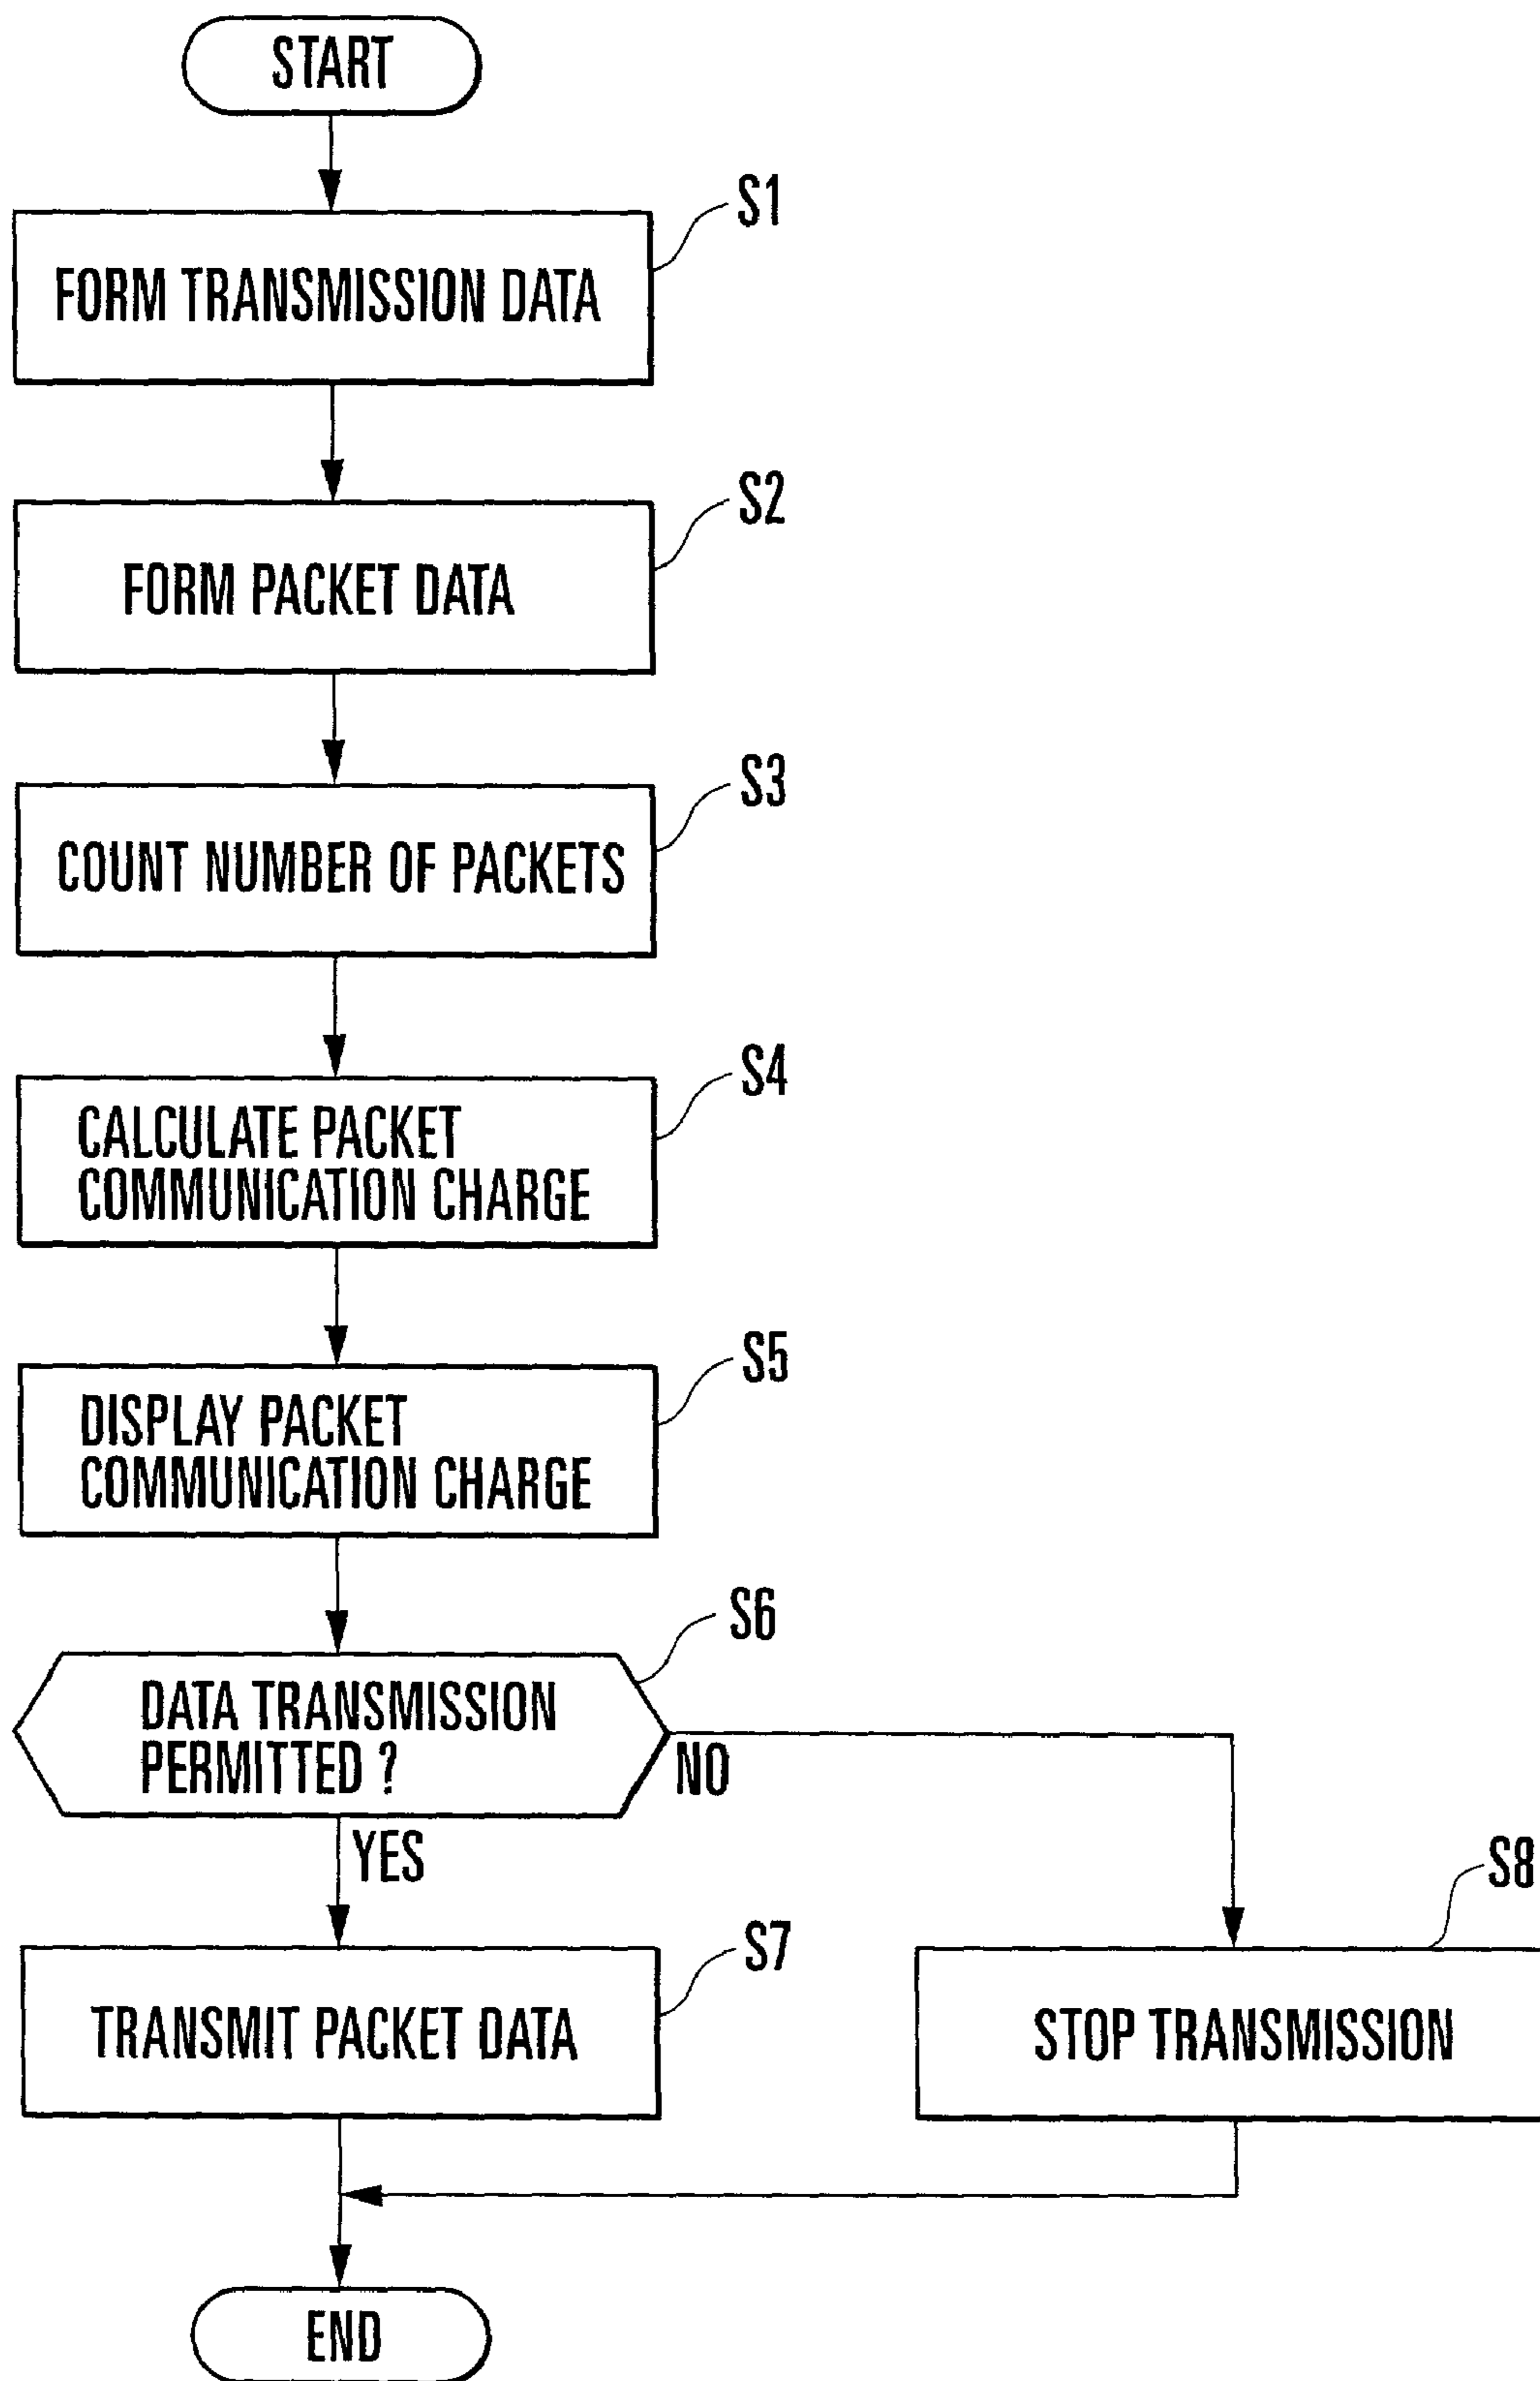 START
S1
FORM TRANSMISSION DATA
S2
FORM PACKET DATA
S3
COUNT NUMBER OF PACKETS
S4
CALCULATE PACKET
COMMUNICATION CHARGE
S5
DISPLAY PACKET
COMMUNICATION CHARGE
S6
DATA TRANSMISSION
PERMITTED ?
NO
YES
S8
S7
TRANSMIT PACKET DATA
STOP TRANSMISSION
END